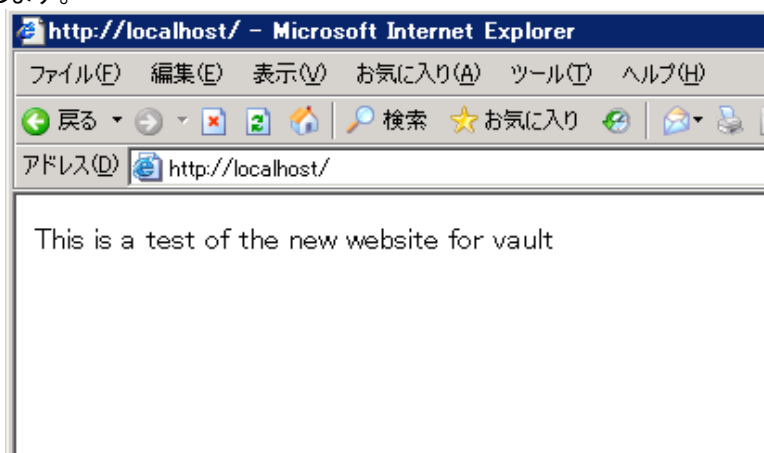 します。
http://localhost/ - Microsoft Internet Explorer
ファイル(F) 編集(E) 表示(V) お気に入り(A) ツール(T) ヘルプ(H)
戻る 検索 お気に入り
アドレス(D) http://localhost/
This is a test of the new website for vault